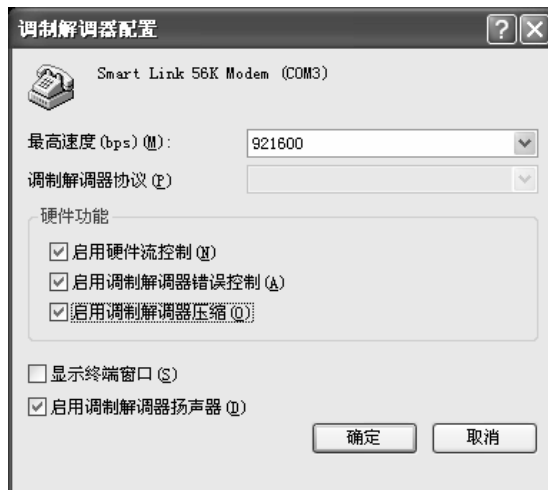 调制解调器配置
Smart Link 56K Modem (COM3)
最高速度(bps)(M): 921600
调制解调器协议(P)
硬件功能
启用硬件流控制(N)
启用调制解调器错误控制(A)
启用调制解调器压缩(O)
显示终端窗口(S)
启用调制解调器扬声器(D)
确定 取消